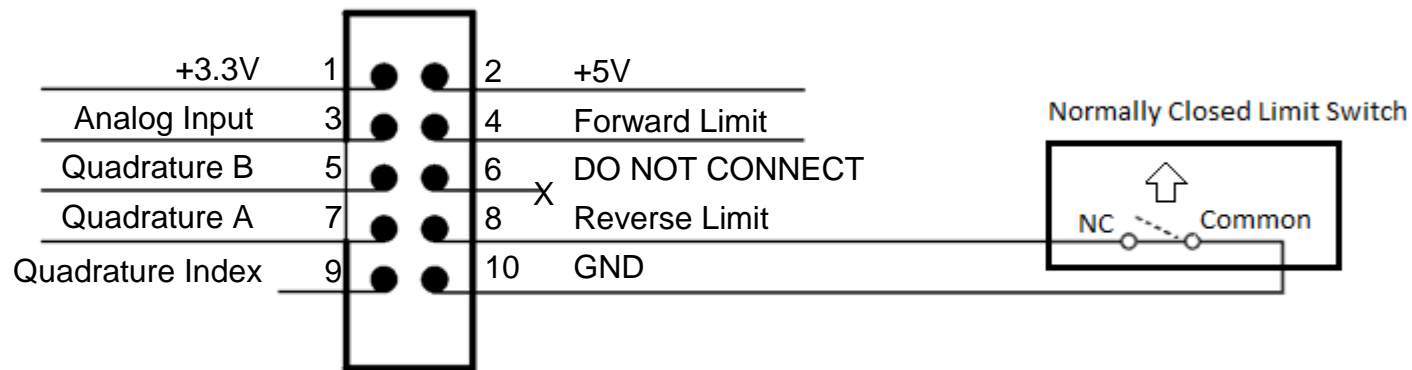 +3.3V 1 2 +5V
Analog Input 3 4 Forward Limit
Normally Closed Limit Switch
Quadrature B 5 6 DO NOT CONNECT
X
Quadrature A 7 8 Reverse Limit
NC Common
Quadrature Index 9 10 GND